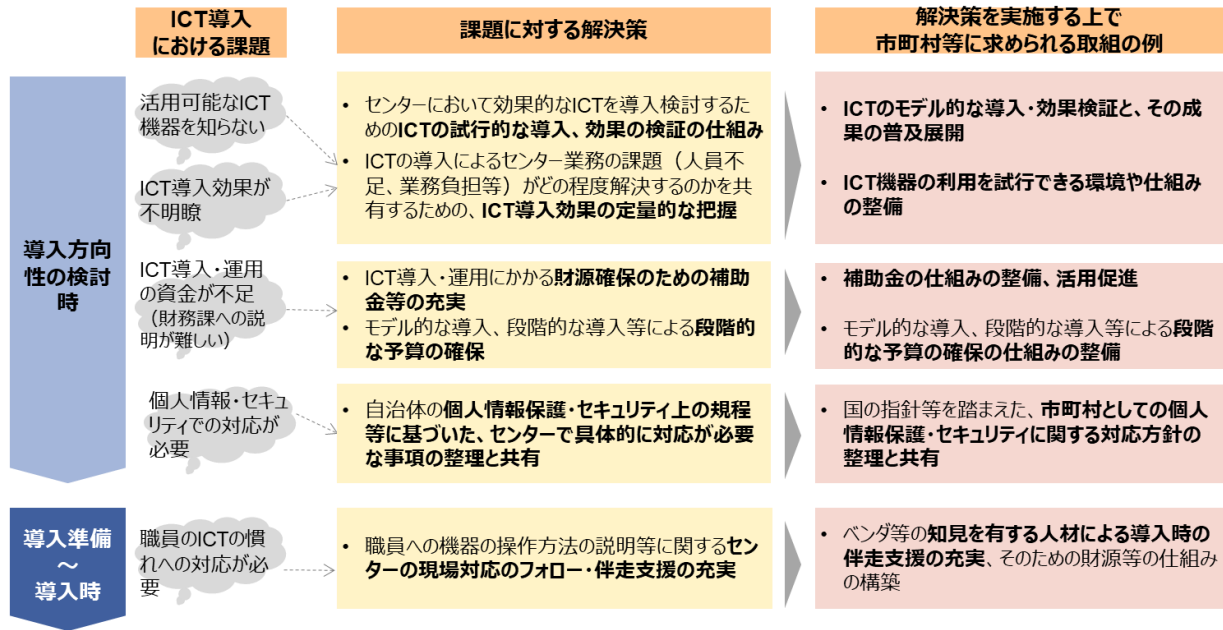 ICT導入
における課題
課題に対する解決策
解決策を実施する上で
市町村等に求められる取組の例
導入方向
性の検討
時
活用可能なICT
機器を知らない
ICT導入効果が
不明瞭
• センターにおいて効果的なICTを導入検討するた
めのICTの試行的な導入、効果の検証の仕組み
• ICTの導入によるセンター業務の課題（人員不
足、業務負担等）がどの程度解決するのかを共
有するための、ICT導入効果の定量的な把握
• ICTのモデル的な導入・効果検証と、その成
果の普及展開
• ICT機器の利用を試行できる環境や仕組み
の整備
ICT導入・運用
の資金が不足
（財務課への説
明が難しい）
• ICT導入・運用にかかる財源確保のための補助
金等の充実
• モデル的な導入、段階的な導入等による段階的
な予算の確保
• 補助金の仕組みの整備、活用促進
• モデル的な導入、段階的な導入等による段階
的な予算の確保の仕組みの整備
個人情報・セキュ
リティでの対応が
必要
• 自治体の個人情報保護・セキュリティ上の規程
等に基づいた、センターで具体的に対応が必要
な事項の整理と共有
• 国の指針等を踏まえた、市町村としての個人
情報保護・セキュリティに関する対応方針の
整理と共有
導入準備
～
導入時
職員のICTの慣
れへの対応が必
要
• 職員への機器の操作方法の説明等に関するセン
ターの現場対応のフォロー・伴走支援の充実
• ベンダ等の知見を有する人材による導入時の
伴走支援の充実、そのための財源等の仕組み
の構築